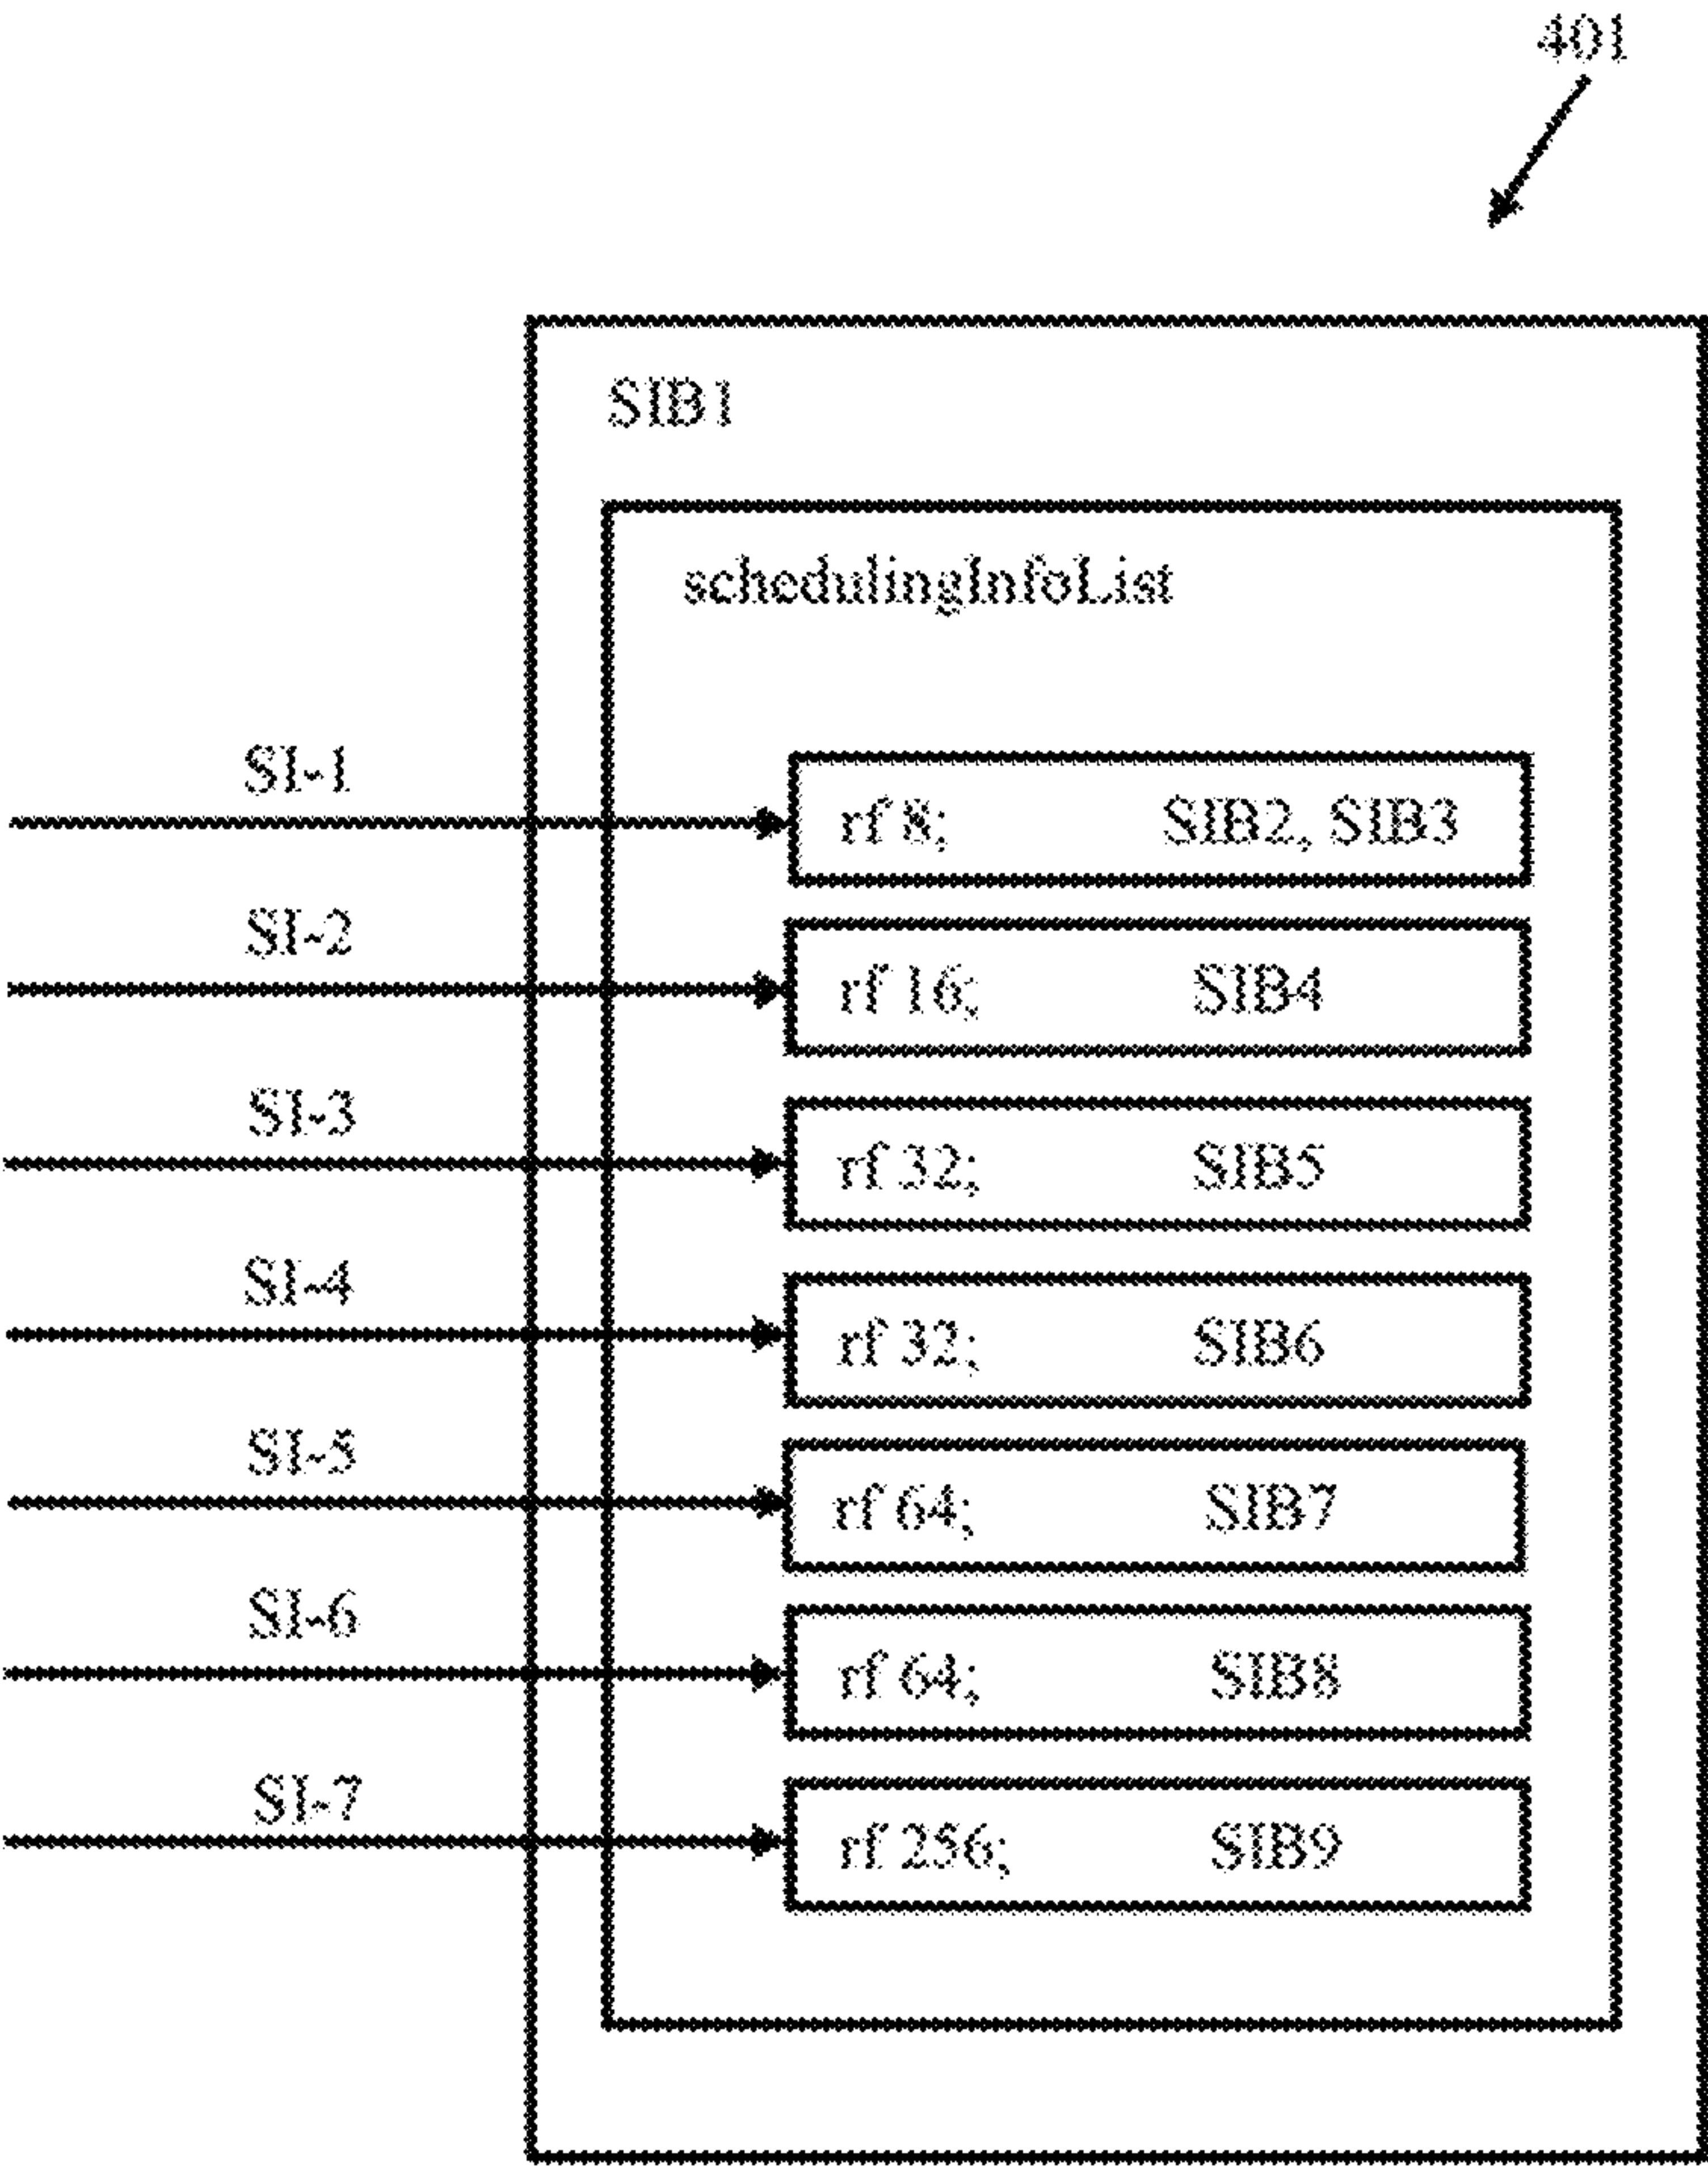 401
SIB1
schedulingInfoList
SI-1
rf 8; SIB2, SIB3
SI-2
rf 16; SIB4
SI-3
rf 32; SIB5
SI-4
rf 32; SIB6
SI-5
rf 64; SIB7
SI-6
rf 64; SIB8
SI-7
rf 256; SIB9